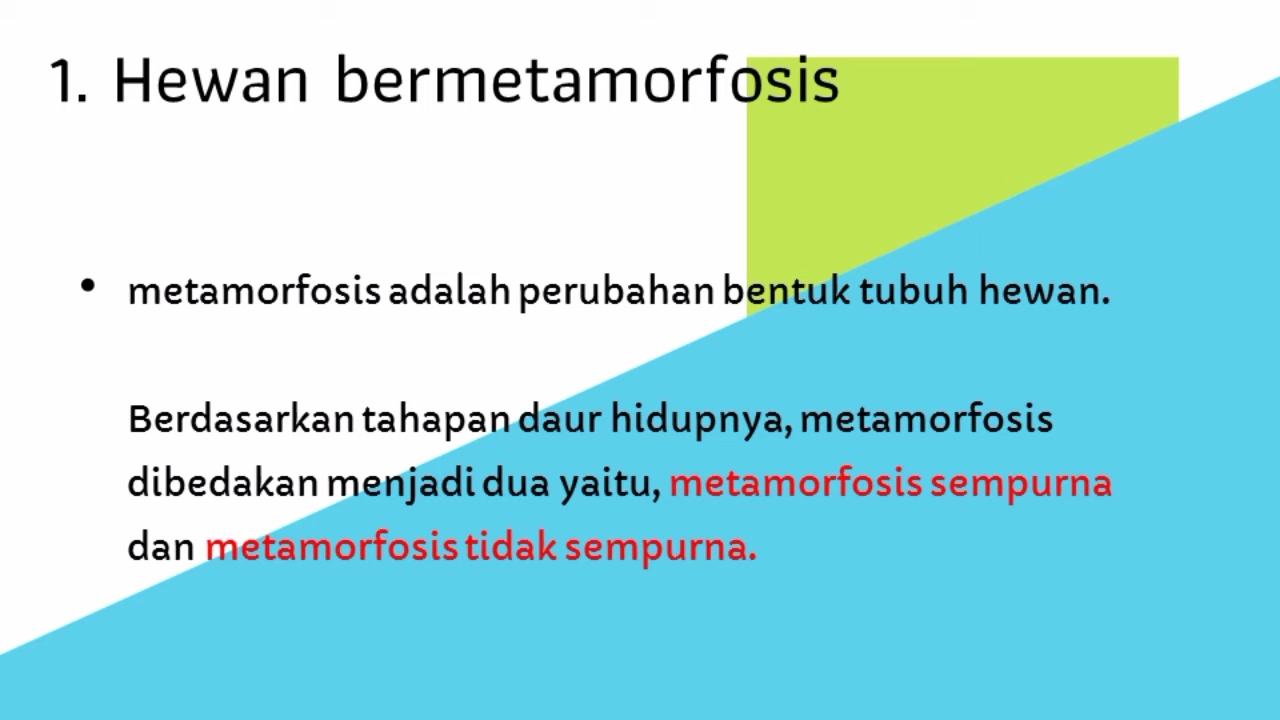 1. Hewan bermetamorfosis
• metamorfosis adalah perubahan bentuk tubuh hewan.
Berdasarkan tahapan daur hidupnya, metamorfosis
dibedakan menjadi dua yaitu, metamorfosis sempurna
dan metamorfosis tidak sempurna.